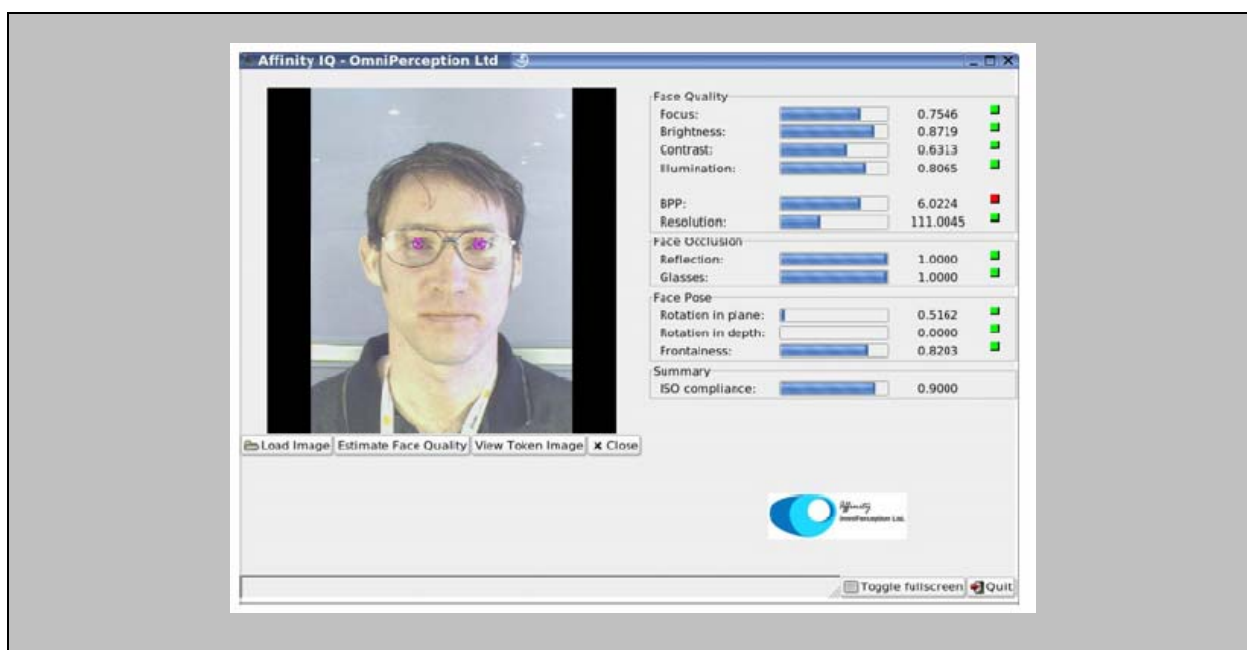 Affinity IQ - OmniPerception Ltd
Face Quality
Focus: 0.7546
Brightness: 0.8719
Contrast: 0.6313
Illumination: 0.8065
BPP: 6.0224
Resolution: 111.0045
Face Occlusion
Reflection: 1.0000
Glasses: 1.0000
Face Pose
Rotation in plane: 0.5162
Rotation in depth: 0.0000
Frontalness: 0.8203
Summary
ISO compliance: 0.9000
Load Image Estimate Face Quality View Token Image Close
Affinity
OmniPerception Ltd.
Toggle fullscreen Quit